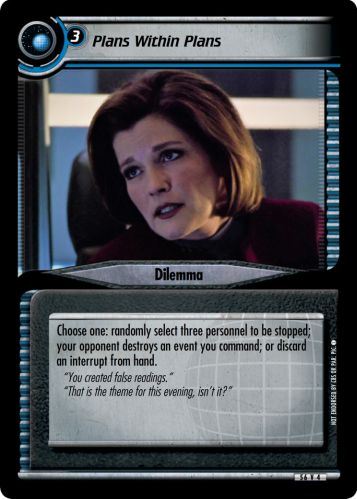 3
Plans Within Plans
Dilemma
Choose one: randomly select three personnel to be stopped;
your opponent destroys an event you command; or discard
an interrupt from hand.
"You created false readings."
"That is the theme for this evening, isn't it?"
NOT ENDORSED BY CBS OR PAR. PIC.
56 V 4